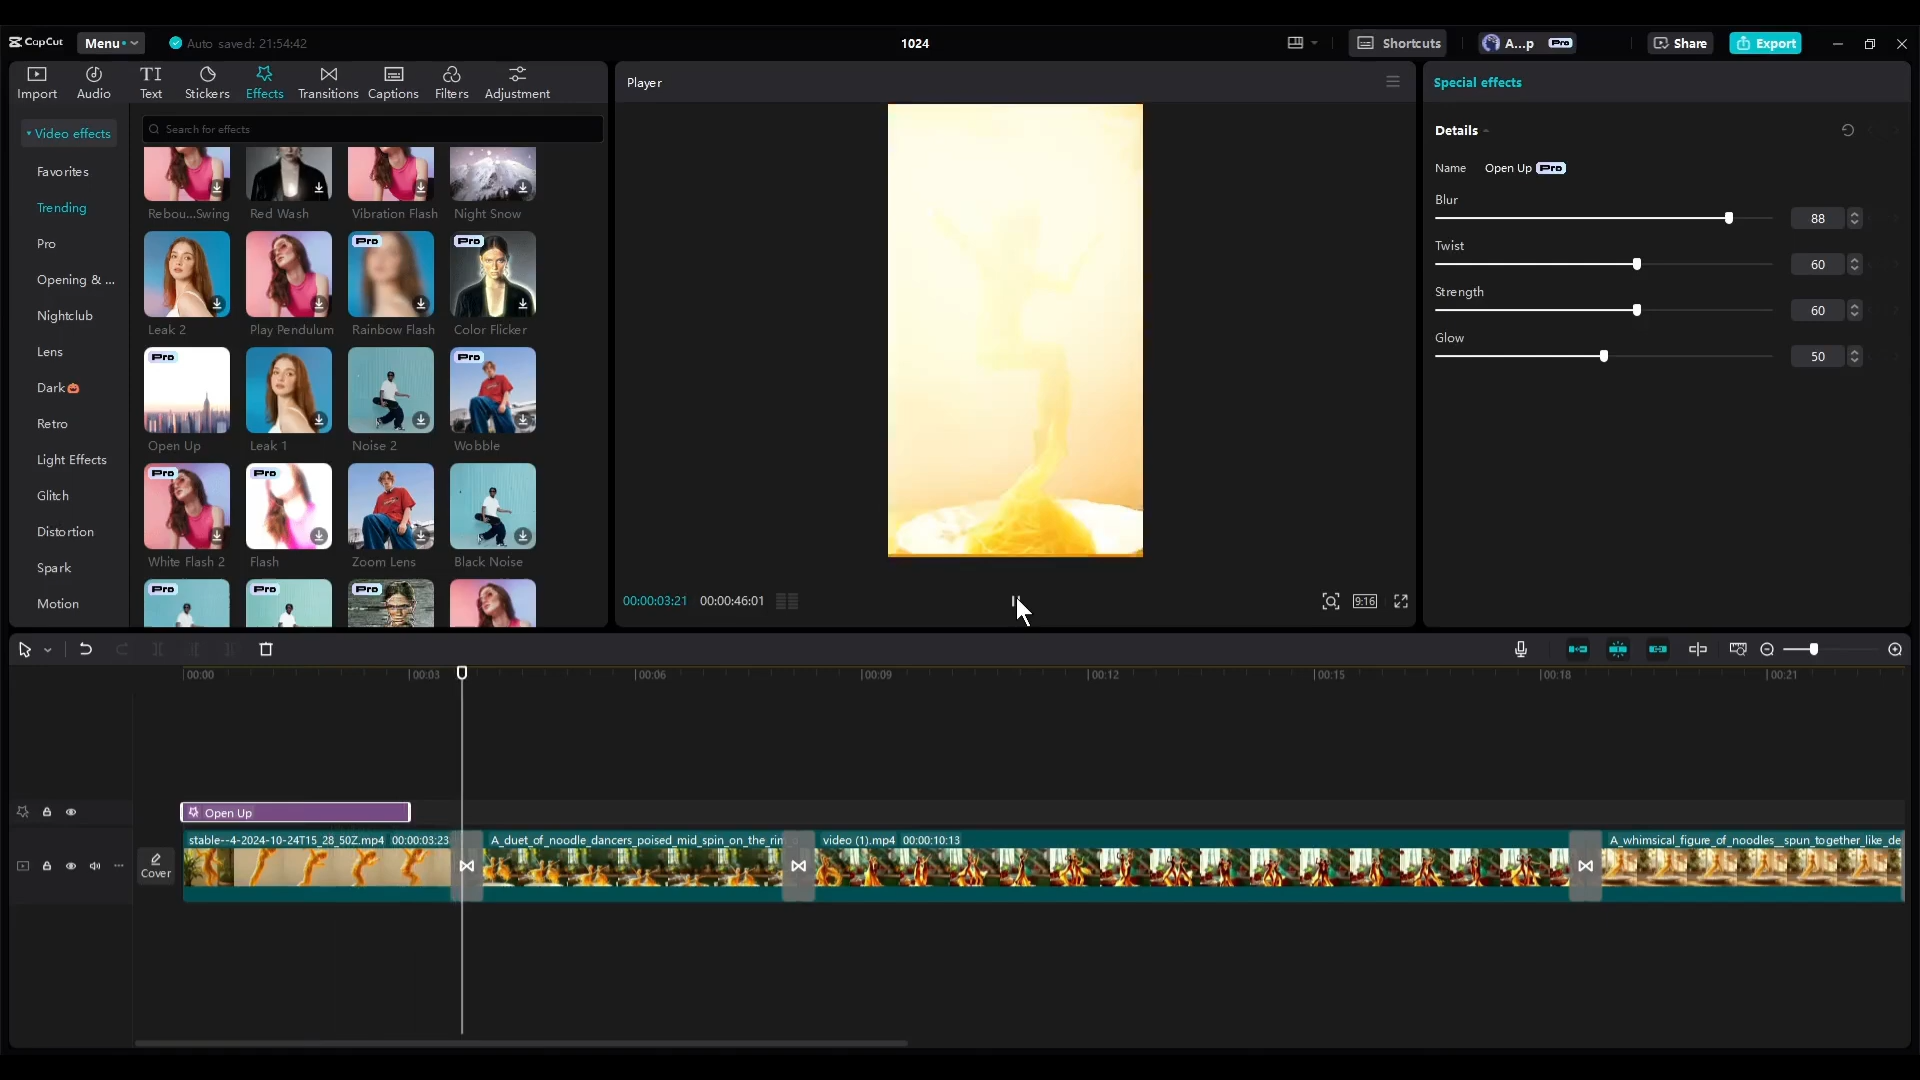 CapCut
Menu
Auto saved: 21:54:42
1024
Shortcuts
A...p Pro
Share
Export
Import
Audio
Text
Stickers
Effects
Transitions
Captions
Filters
Adjustment
Video effects
Favorites
Trending
Pro
Opening & ...
Nightclub
Lens
Dark
Retro
Light Effects
Glitch
Distortion
Spark
Motion
Search for effects
Rebou...Swing
Red Wash
Vibration Flash
Night Snow
Pro
Pro
Leak 2
Play Pendulum
Rainbow Flash
Color Flicker
Pro
Pro
Open Up
Leak 1
Noise 2
Wobble
Pro
Pro
White Flash 2
Flash
Zoom Lens
Black Noise
Pro
Pro
Pro
Player
00:00:03:21
00:00:46:01
9:16
Special effects
Details
Name Open Up Pro
Blur
88
Twist
60
Strength
60
Glow
50
00:00
00:03
00:06
00:09
00:12
00:15
00:18
00:21
Open Up
Cover
stable--4-2024-10-24T15_28_50Z.mp4 00:00:03:23
A_duet_of_noodle_dancers_poised_mid_spin_on_the_rim
video (1).mp4 00:00:10:13
A_whimsical_figure_of_noodles__spun_together_like_de